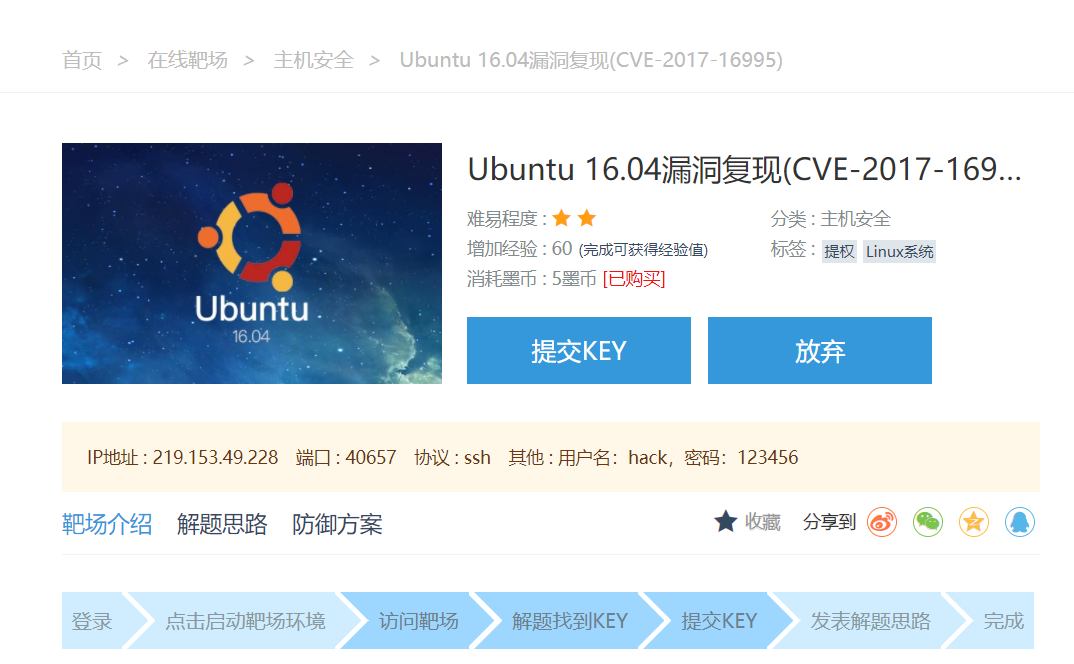 首页 > 在线靶场 > 主机安全 > Ubuntu 16.04漏洞复现(CVE-2017-16995)
Ubuntu
16.04
Ubuntu 16.04漏洞复现(CVE-2017-169...
难易程度 :
分类 : 主机安全
增加经验 : 60 (完成可获得经验值)
标签 : 提权 Linux系统
消耗墨币 : 5墨币 [已购买]
提交KEY
放弃
IP地址 : 219.153.49.228 端口 : 40657 协议 : ssh 其他 : 用户名：hack，密码：123456
靶场介绍 解题思路 防御方案
收藏 分享到
登录 点击启动靶场环境 访问靶场 解题找到KEY 提交KEY 发表解题思路 完成